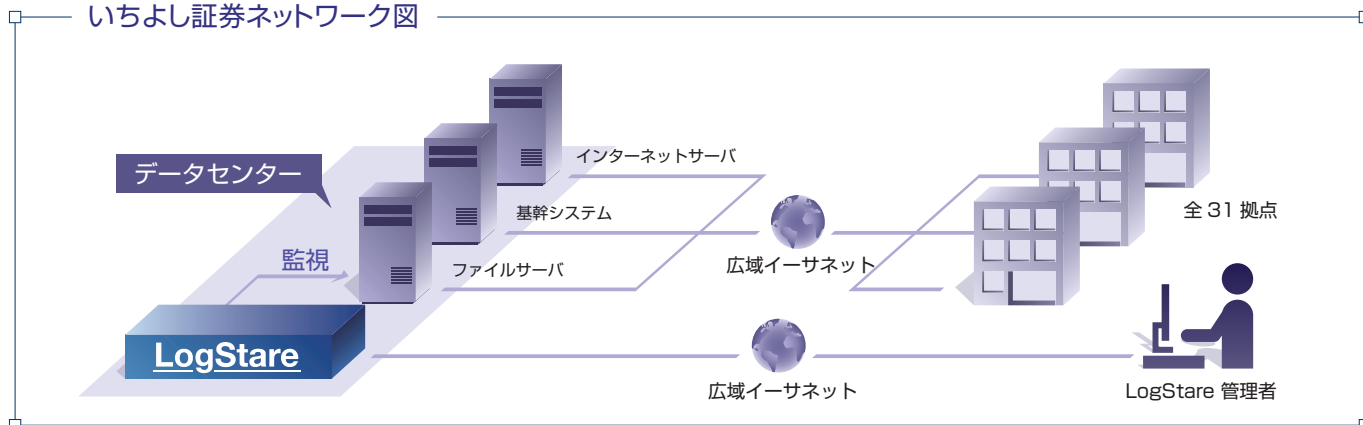 いちよし証券ネットワーク図
データセンター
インターネットサーバ
基幹システム
ファイルサーバ
監視
LogStare
広域イーサネット
全 31 拠点
広域イーサネット
LogStare 管理者